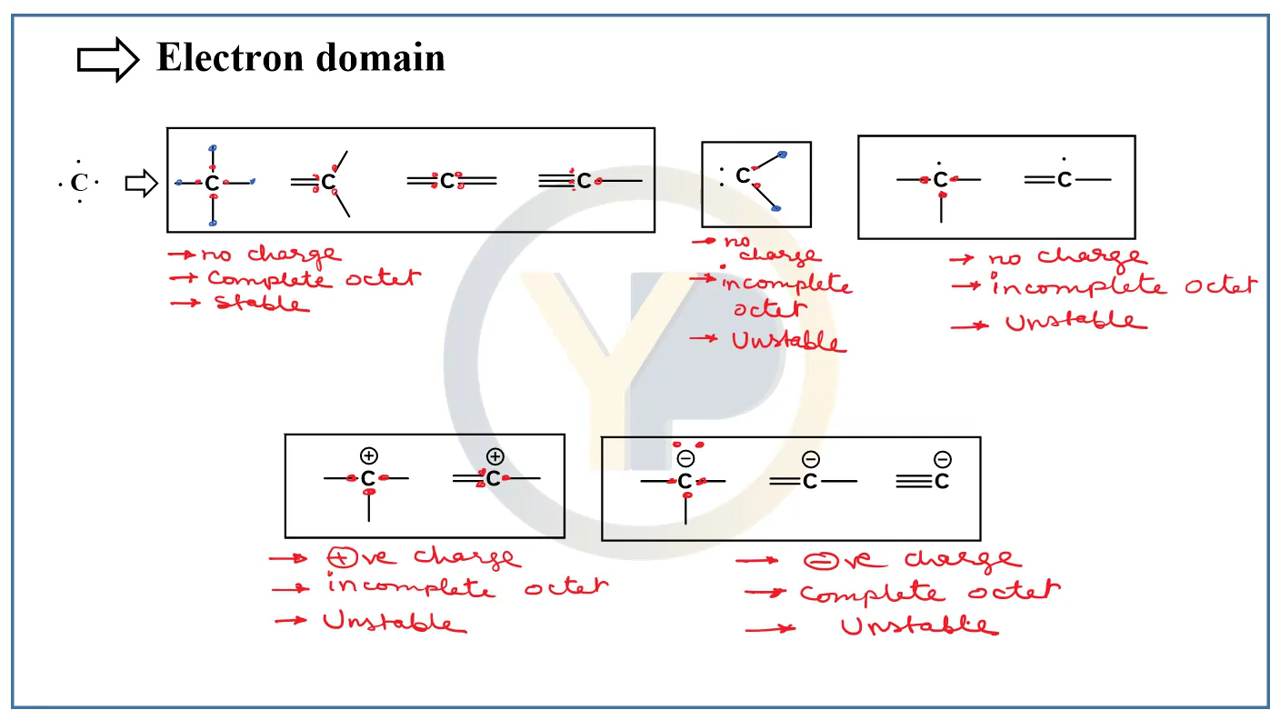 Electron domain
C
C C C C
C
C C
→ no charge
→ Complete octet
→ Stable
→ no charge
→ incomplete octet
→ Unstable
→ no charge
→ incomplete octet
→ Unstable
⊕ ⊕
C C
⊖ ⊖ ⊖
C C C
→ ⊕ve charge
→ incomplete octet
→ Unstable
→ ⊖ve charge
→ Complete octet
→ Unstable
YP